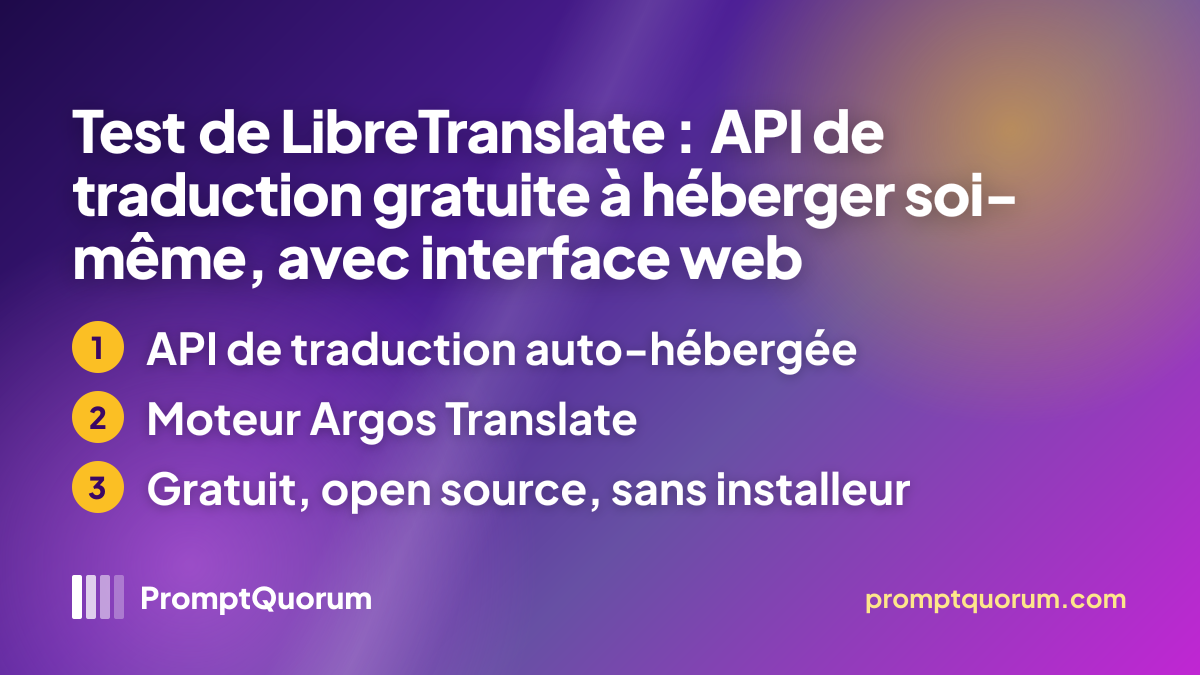 Test de LibreTranslate : API de
traduction gratuite à héberger soi-
même, avec interface web
1 API de traduction auto-hébergée
2 Moteur Argos Translate
3 Gratuit, open source, sans installeur
PromptQuorum
promptquorum.com